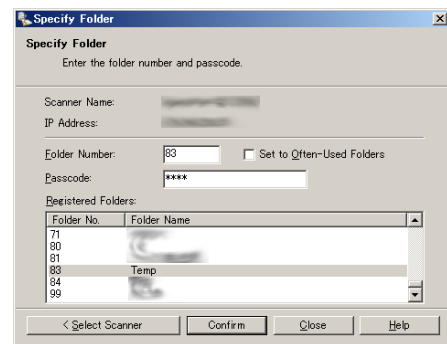 Specify Folder
Specify Folder
Enter the folder number and passcode.
Scanner Name:
IP Address:
Folder Number: 83 Set to Often-Used Folders
Passcode: ****
Registered Folders:
Folder No. Folder Name
71
80
81
83 Temp
84
99
< Select Scanner Confirm Close Help